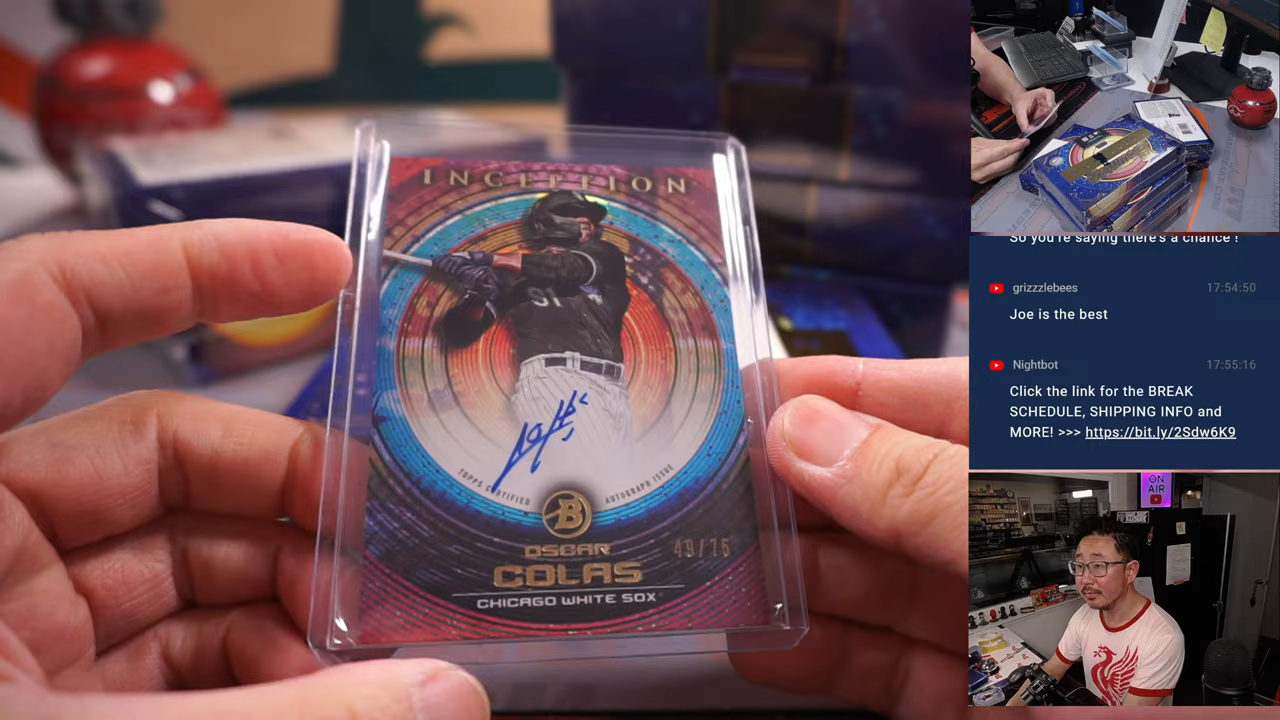 INCEPTION
91
TOPPS CERTIFIED
AUTOGRAPH ISSUE
B
OSCAR
49/75
COLAS
CHICAGO WHITE SOX
So you're saying there's a chance !
grizzzlebees
17:54:50
Joe is the best
Nightbot
17:55:16
Click the link for the BREAK
SCHEDULE, SHIPPING INFO and
MORE! >>> https://bit.ly/2Sdw6K9
ON
AIR